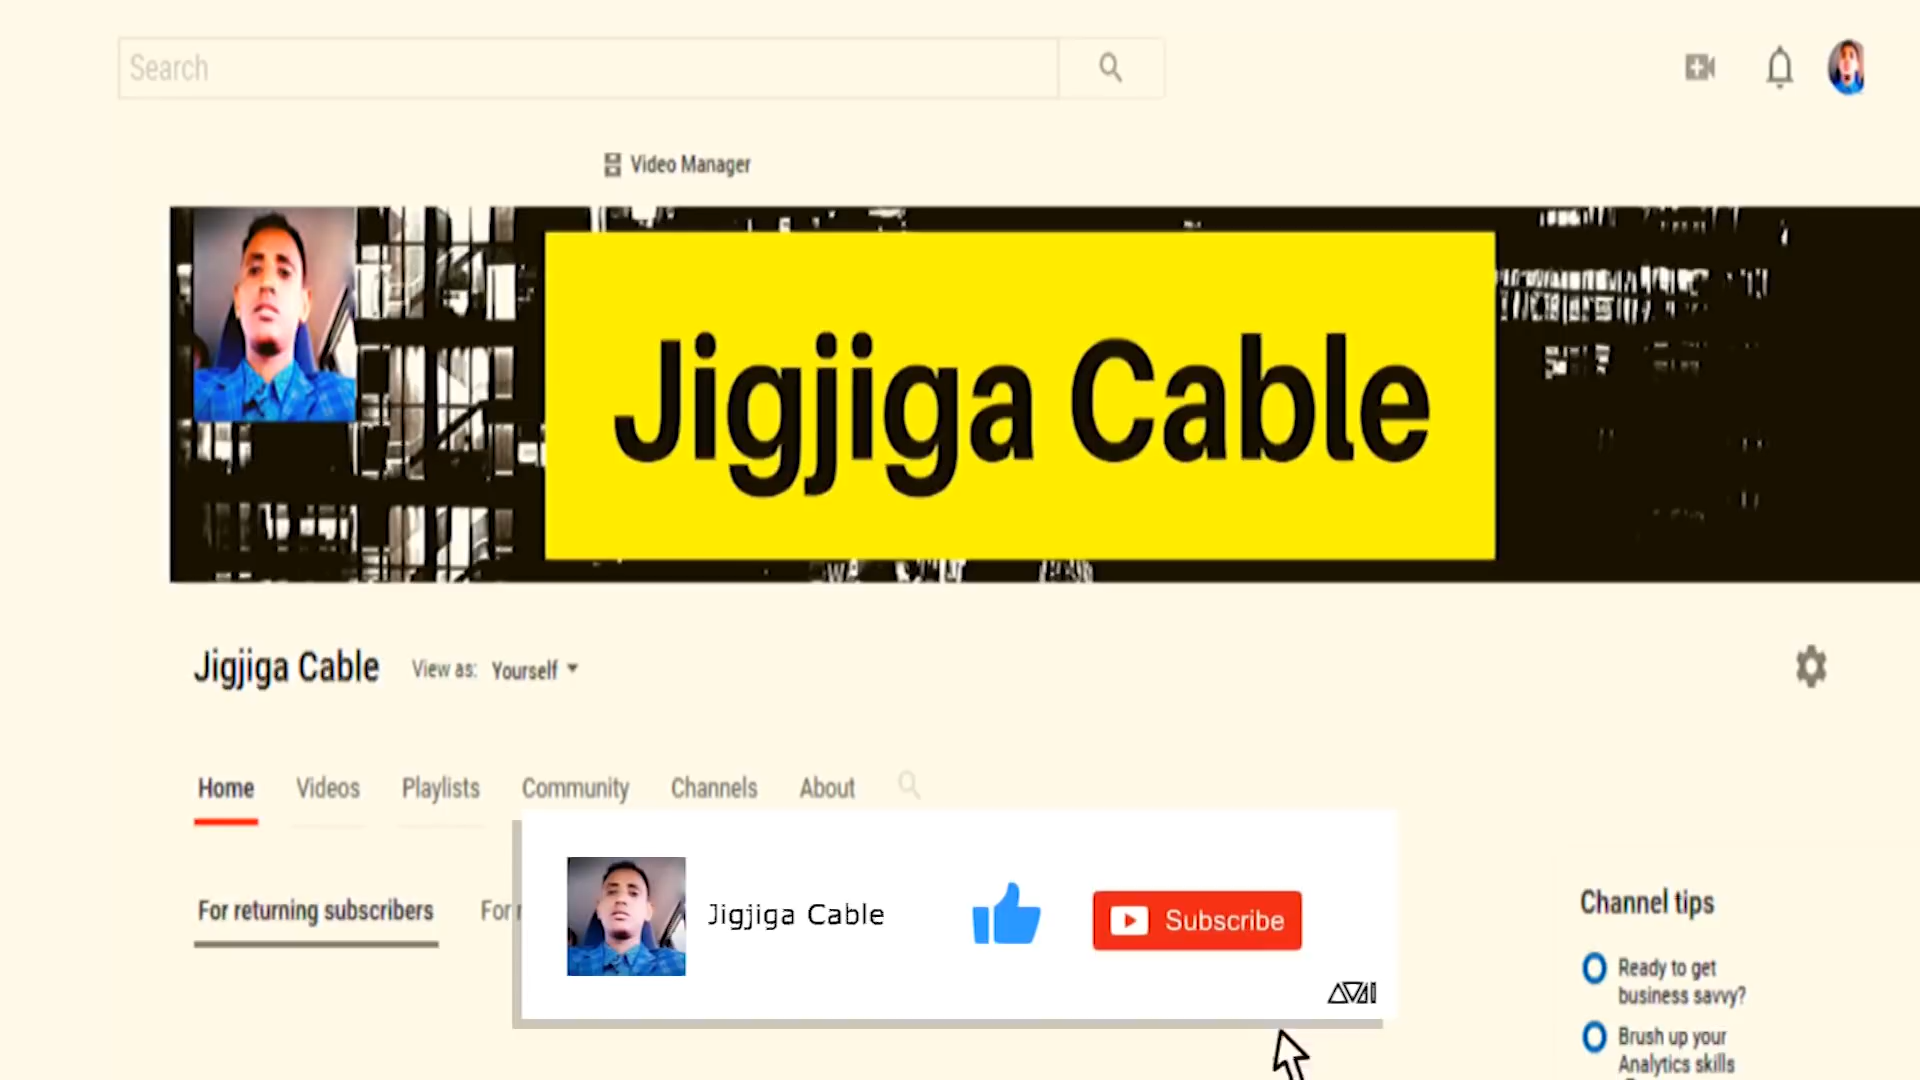 Search
Video Manager
Jigjiga Cable
Jigjiga Cable
View as: Yourself
Home Videos Playlists Community Channels About
For returning subscribers For
Jigjiga Cable
Subscribe
Channel tips
Ready to get
business savvy?
Brush up your
Analytics skills